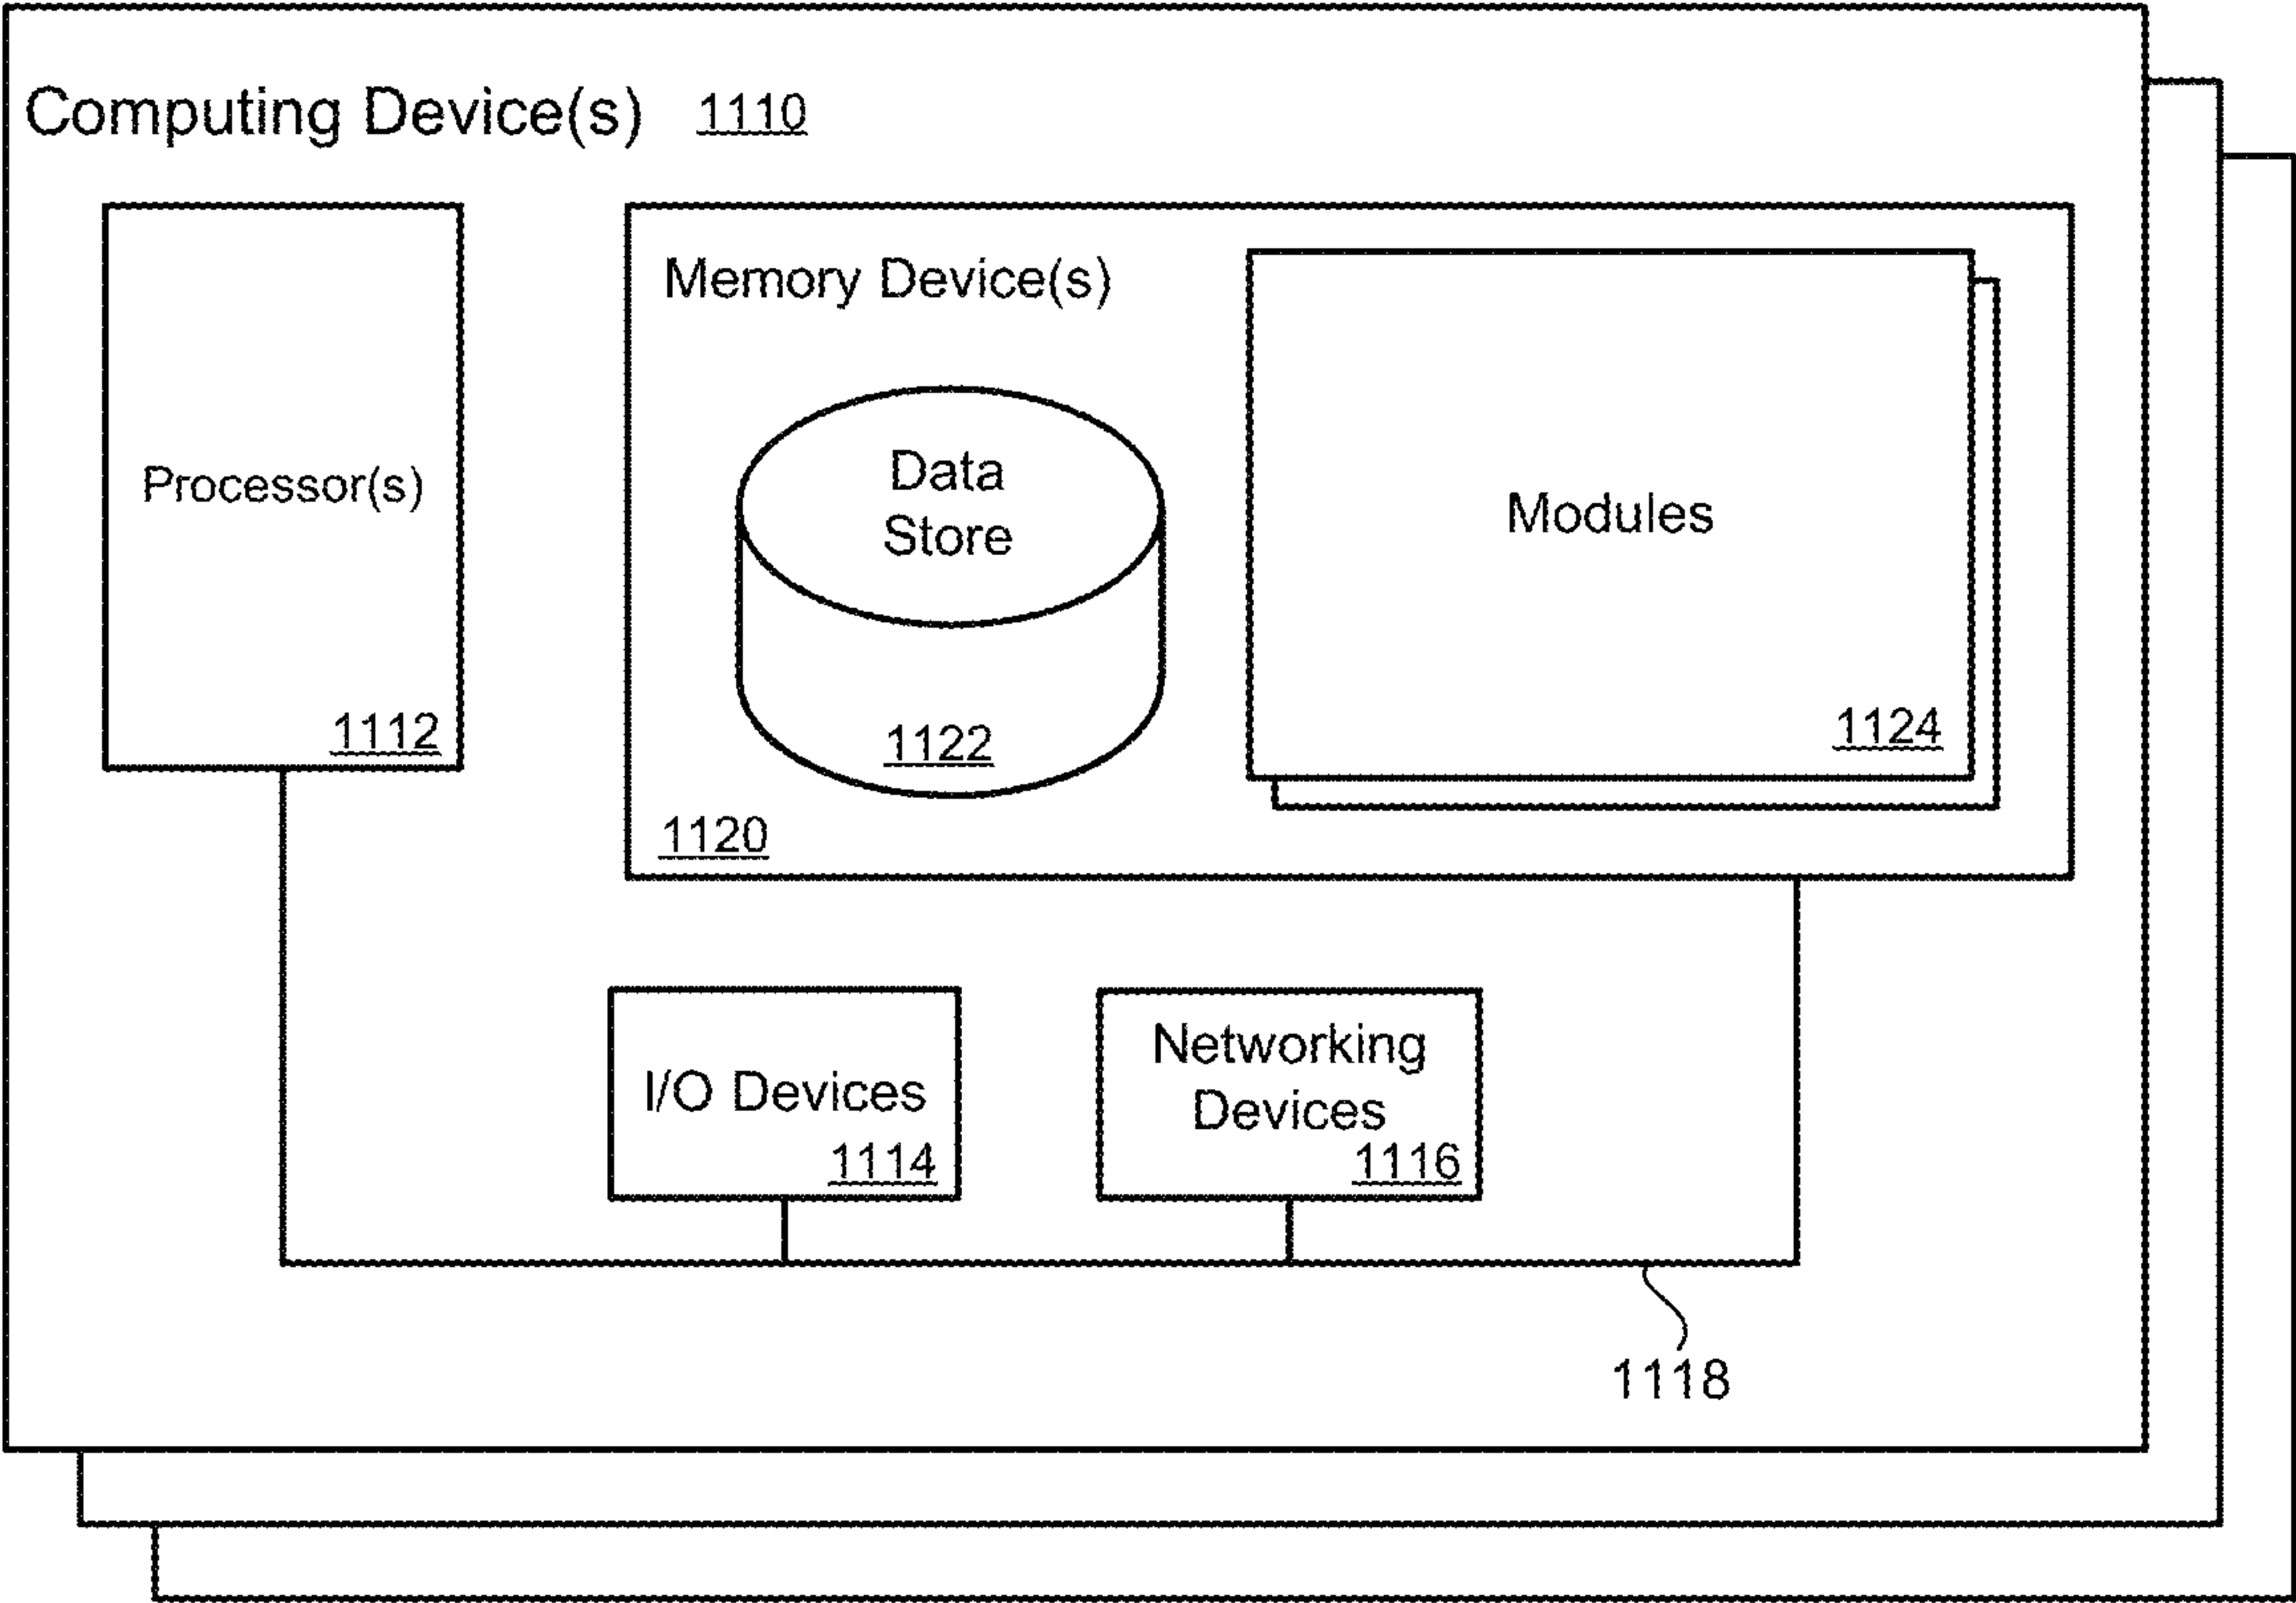 Computing Device(s) 1110
Memory Device(s)
Processor(s)
1112
Data
Store
1122
Modules
1124
1120
I/O Devices
1114
Networking
Devices
1116
1118